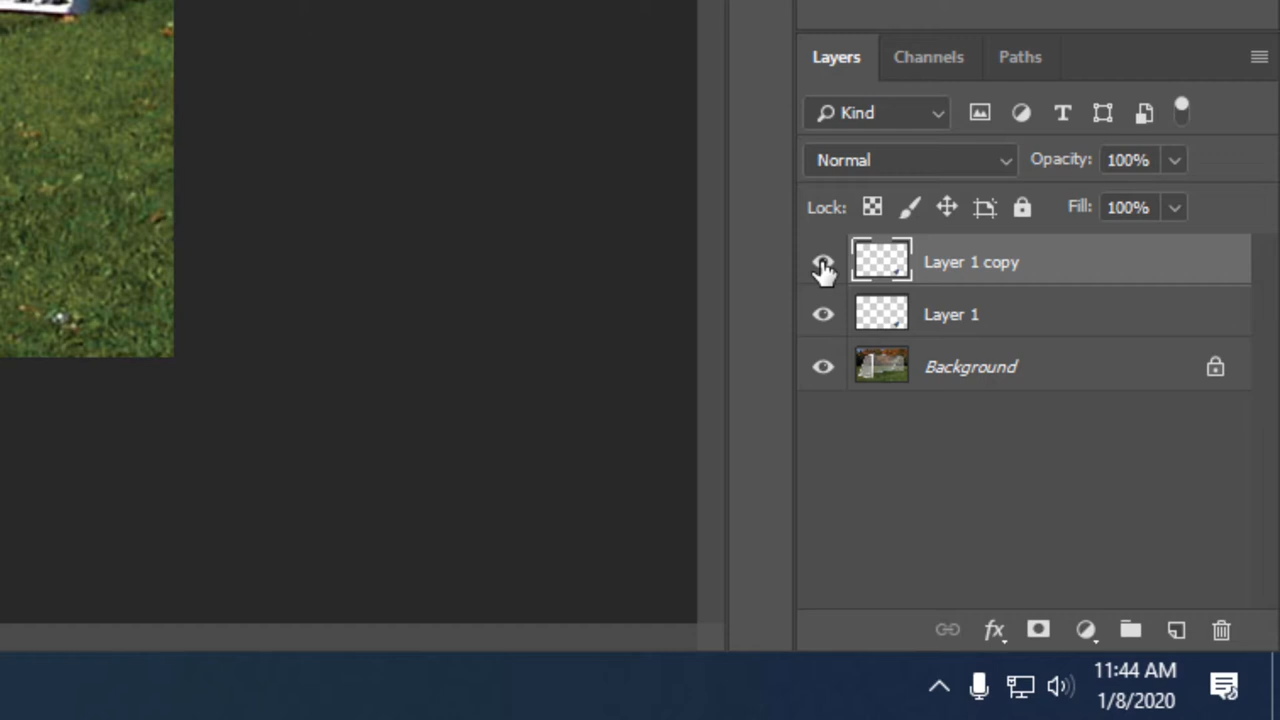 Layers Channels Paths
Kind
Normal Opacity: 100%
Lock: Fill: 100%
Layer 1 copy
Layer 1
Background
fx
11:44 AM
1/8/2020